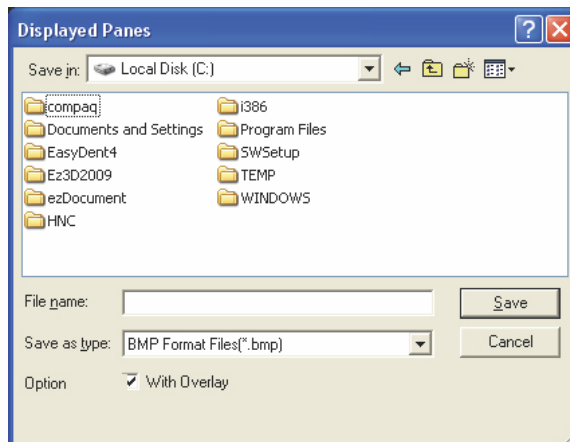 Displayed Panes
Save in: Local Disk (C:)
compaq
Documents and Settings
EasyDent4
Ez3D2009
ezDocument
HNC
i386
Program Files
SWSetup
TEMP
WINDOWS
File name:
Save
Save as type: BMP Format Files(*.bmp)
Cancel
Option With Overlay